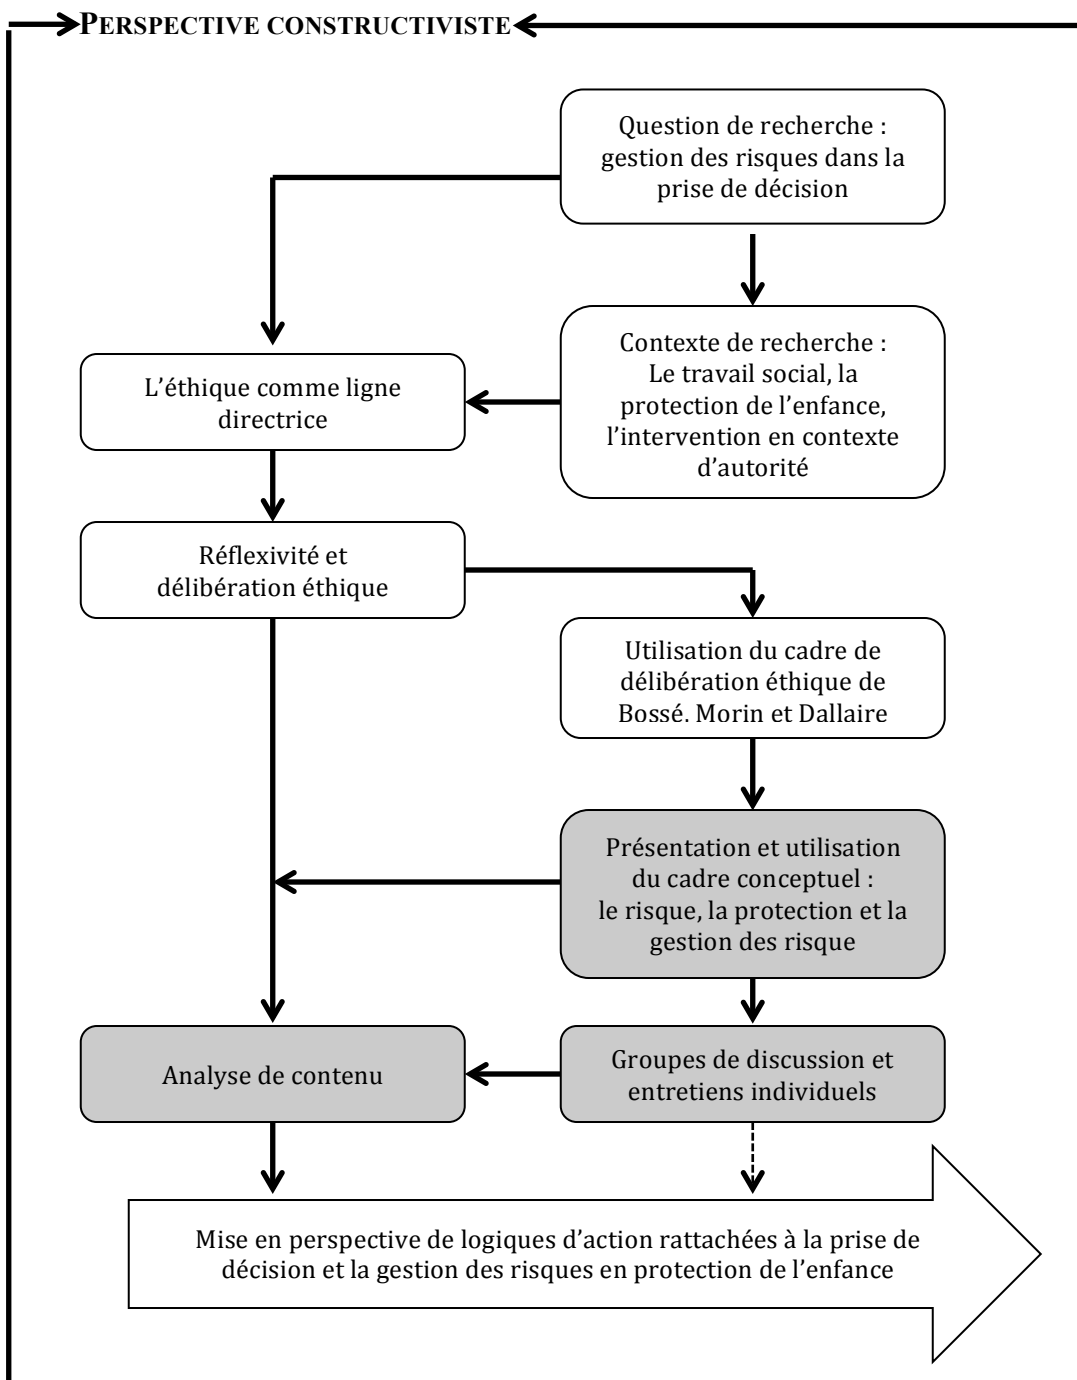 PERSPECTIVE CONSTRUCTIVISTE
Question de recherche :
gestion des risques dans la
prise de décision
Contexte de recherche :
Le travail social, la
protection de l’enfance,
l’intervention en contexte
d’autorité
L’éthique comme ligne
directrice
Réflexivité et
délibération éthique
Utilisation du cadre de
délibération éthique de
Bossé. Morin et Dallaire
Présentation et utilisation
du cadre conceptuel :
le risque, la protection et la
gestion des risque
Analyse de contenu
Groupes de discussion et
entretiens individuels
Mise en perspective de logiques d’action rattachées à la prise de
décision et la gestion des risques en protection de l’enfance